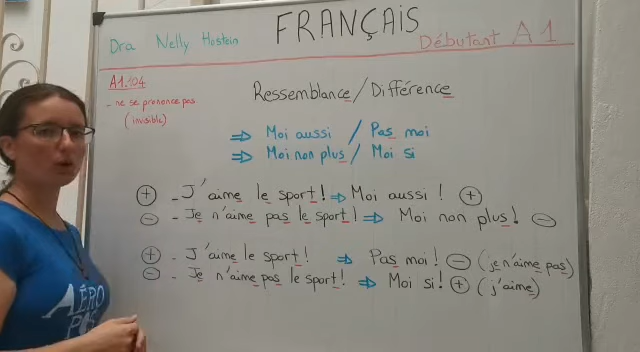 Dra Nelly Hostein
FRANÇAIS
Débutant A1
A1.104
- ne se prononce pas
(invisible)
Ressemblance / Différence
⇒ Moi aussi / Pas moi
⇒ Moi non plus / Moi si
+ - J'aime le sport ! ⇒ Moi aussi ! +
- - Je n'aime pas le sport ! ⇒ Moi non plus ! -
+ - J'aime le sport ! ⇒ Pas moi ! - (je n'aime pas)
- - Je n'aime pas le sport ! ⇒ Moi si ! + (j'aime)